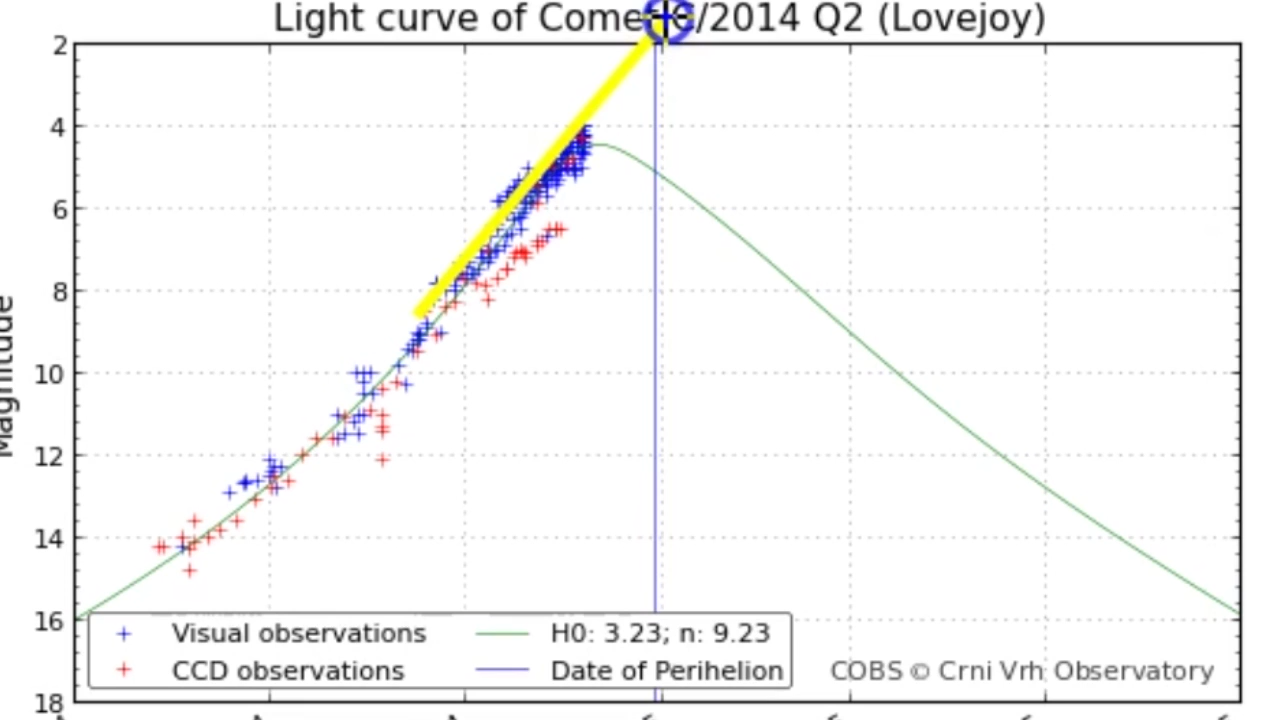 Light curve of Comet C/2014 Q2 (Lovejoy)
2
4
6
8
10
12
14
16
18
Magnitude
Visual observations
CCD observations
H0: 3.23; n: 9.23
Date of Perihelion
COBS © Crni Vrh Observatory